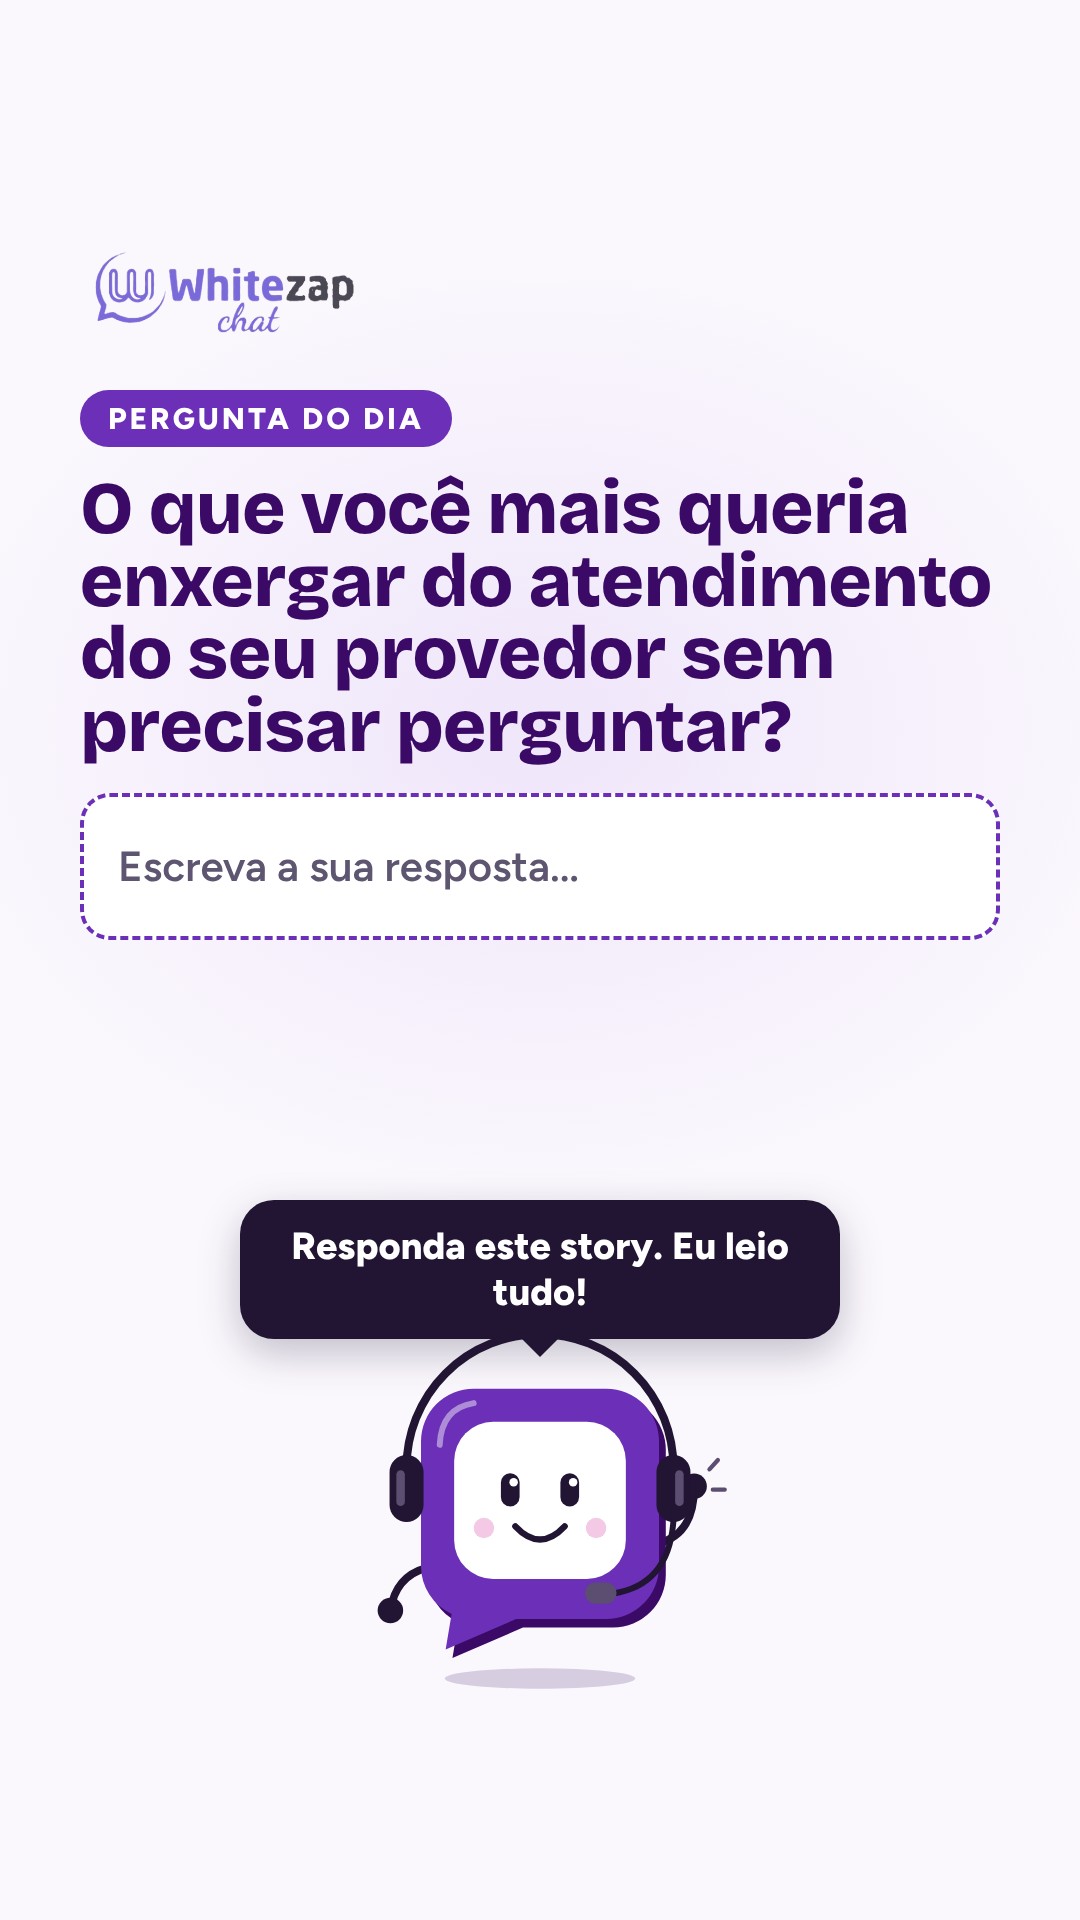 Whitezap
chat
PERGUNTA DO DIA
O que você mais queria
enxergar do atendimento
do seu provedor sem
precisar perguntar?
Escreva a sua resposta...
Responda este story. Eu leio
tudo!